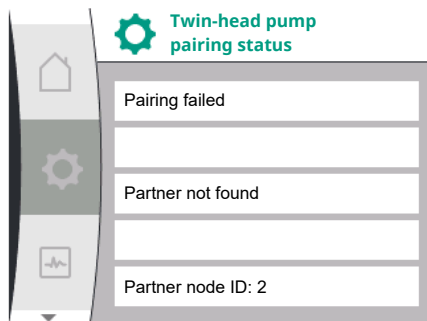 Twin-head pump
pairing status
Pairing failed
Partner not found
Partner node ID: 2